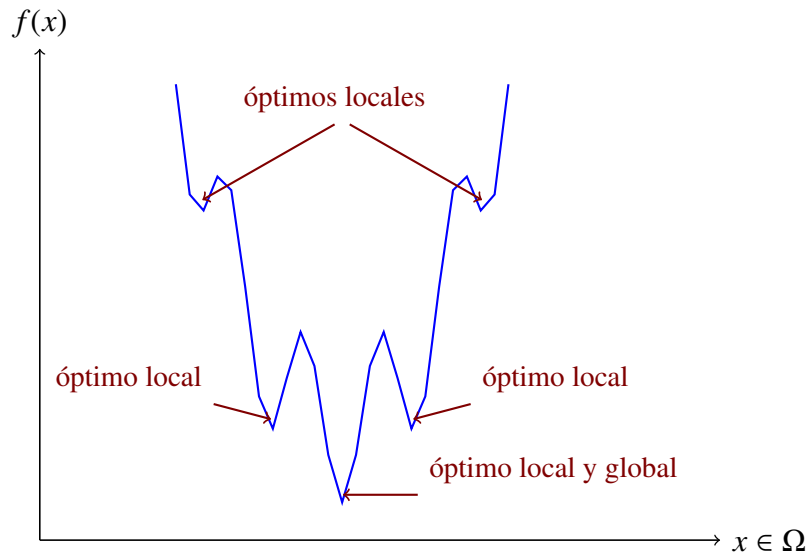 f(x)
óptimos locales
óptimo local
óptimo local
óptimo local y global
x ∈ Ω